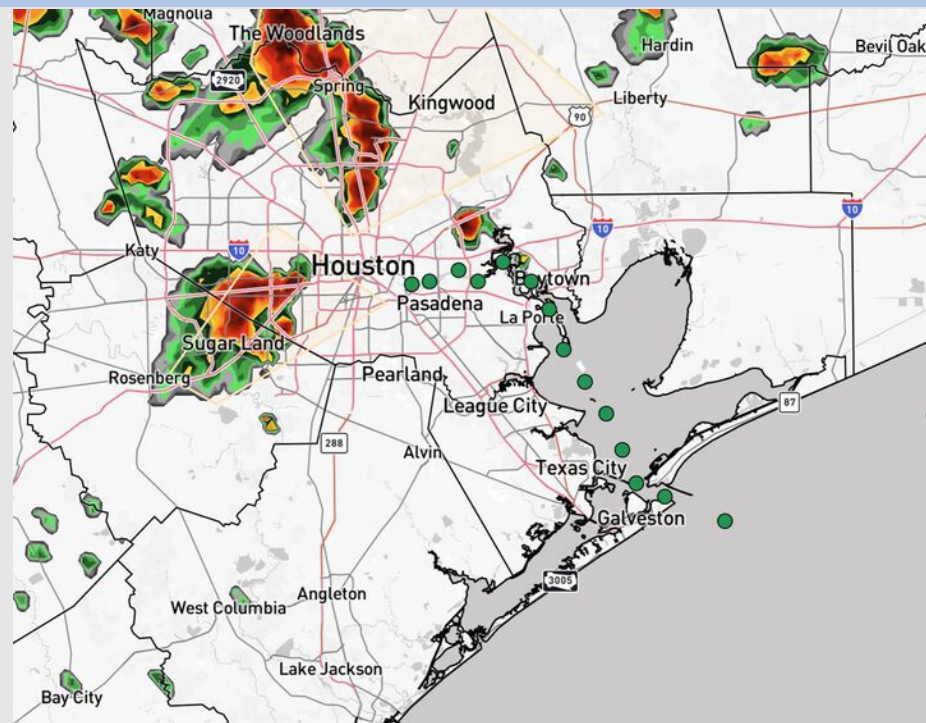 Magnolia
The Woodlands
Hardin
Bevil Oak
2920
Spring
Kingwood
Liberty
90
10
Katy
10
10
Houston
Baytown
Pasadena
La Porte
Sugar Land
Rosenberg
Pearland
League City
87
288
Alvin
Texas City
Galveston
3005
Angleton
West Columbia
Lake Jackson
Bay City